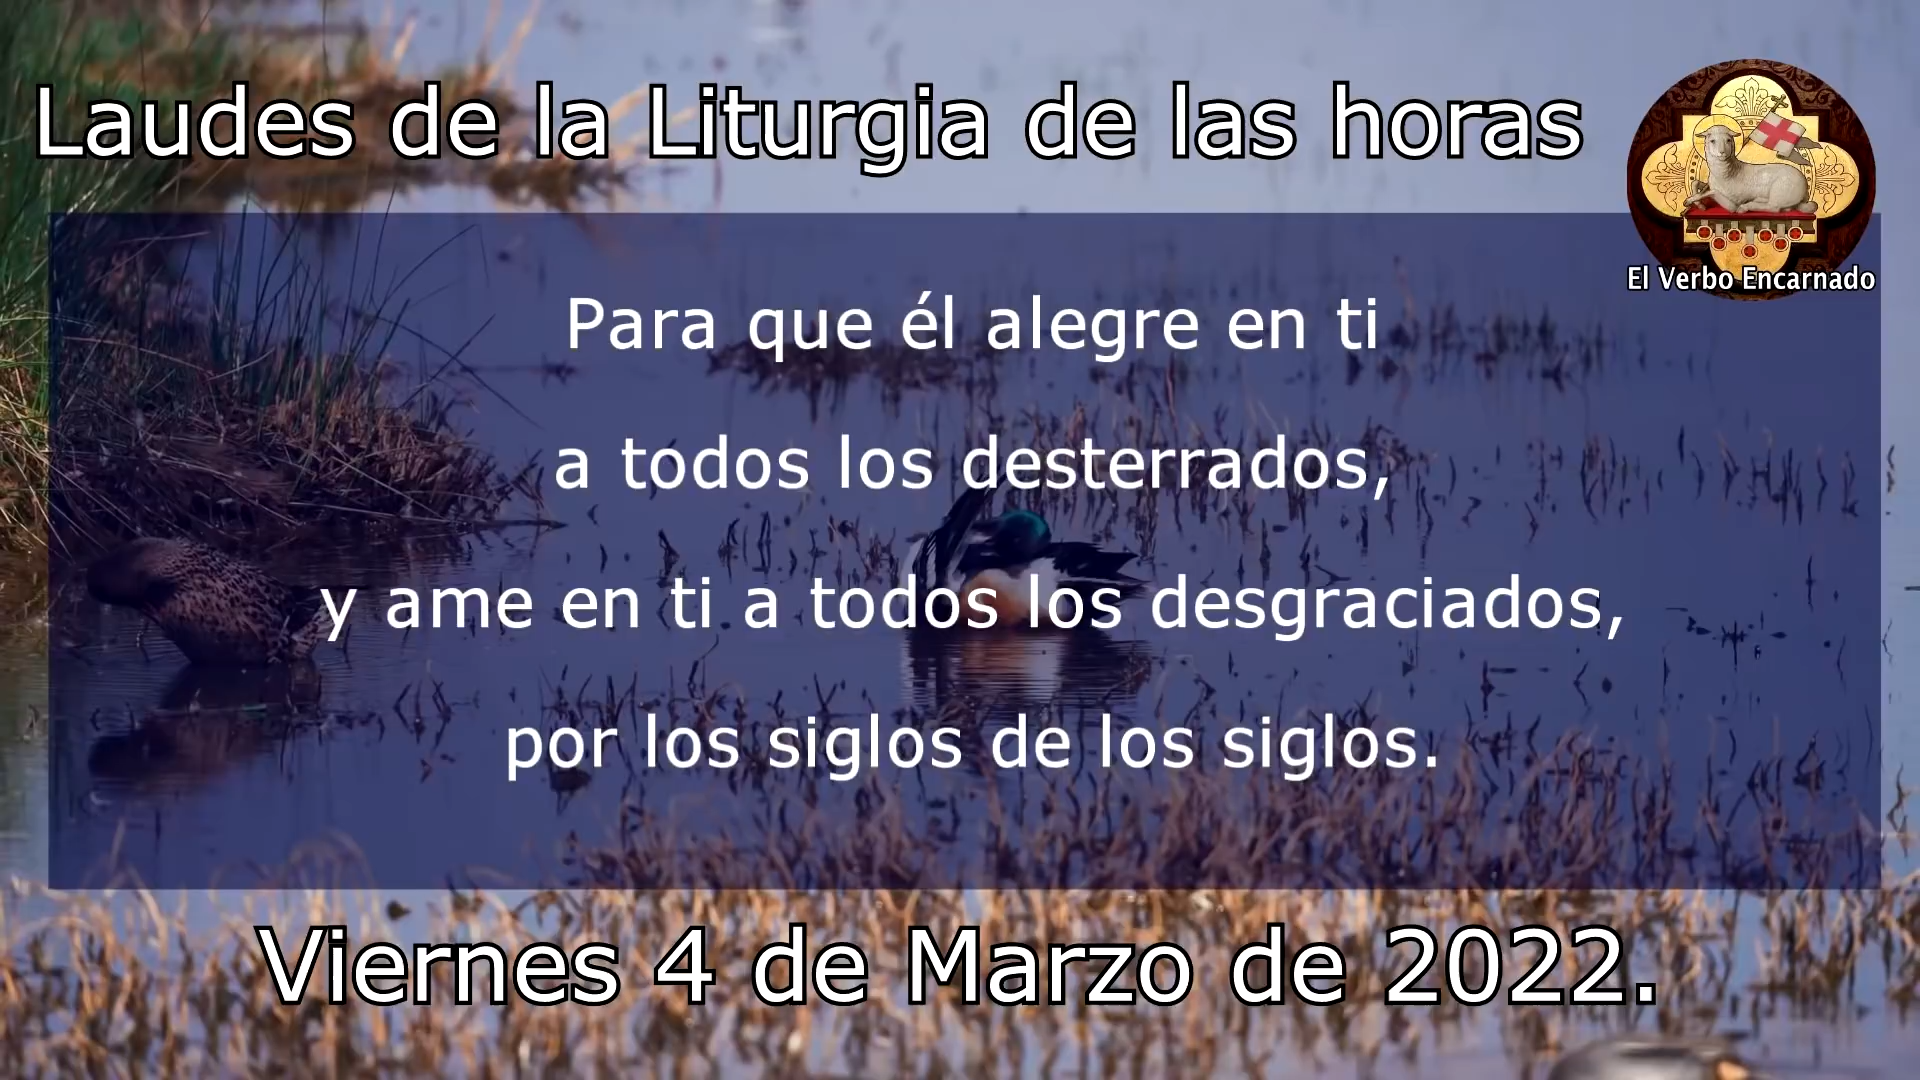 Laudes de la Liturgia de las horas
El Verbo Encarnado
Para que él alegre en ti
a todos los desterrados,
y ame en ti a todos los desgraciados,
por los siglos de los siglos.
Viernes 4 de Marzo de 2022.